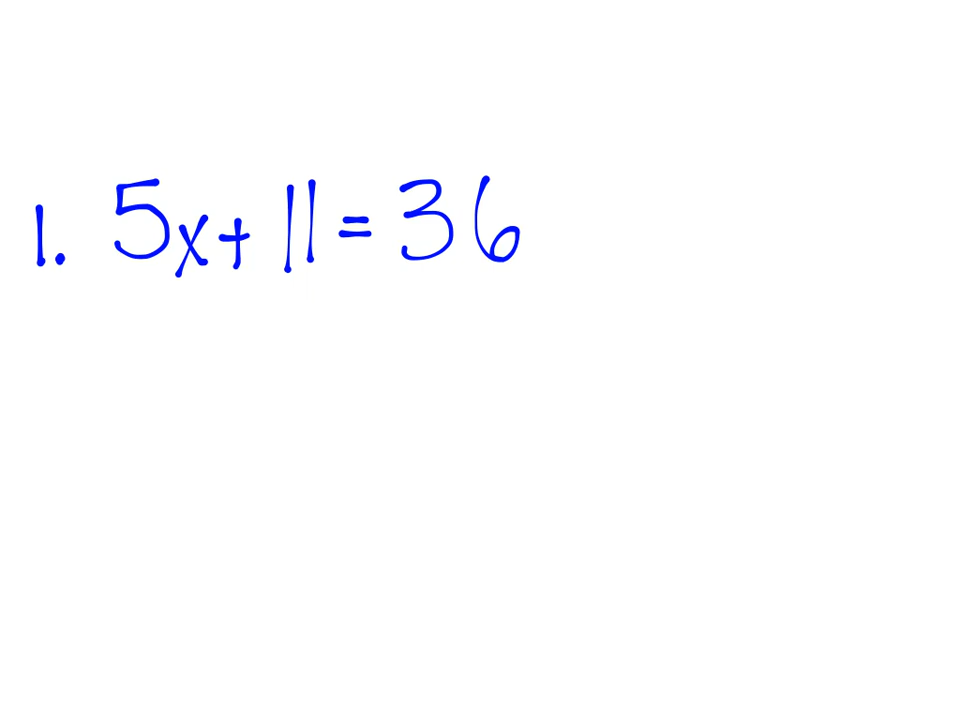 1. 5x+ 11 = 36